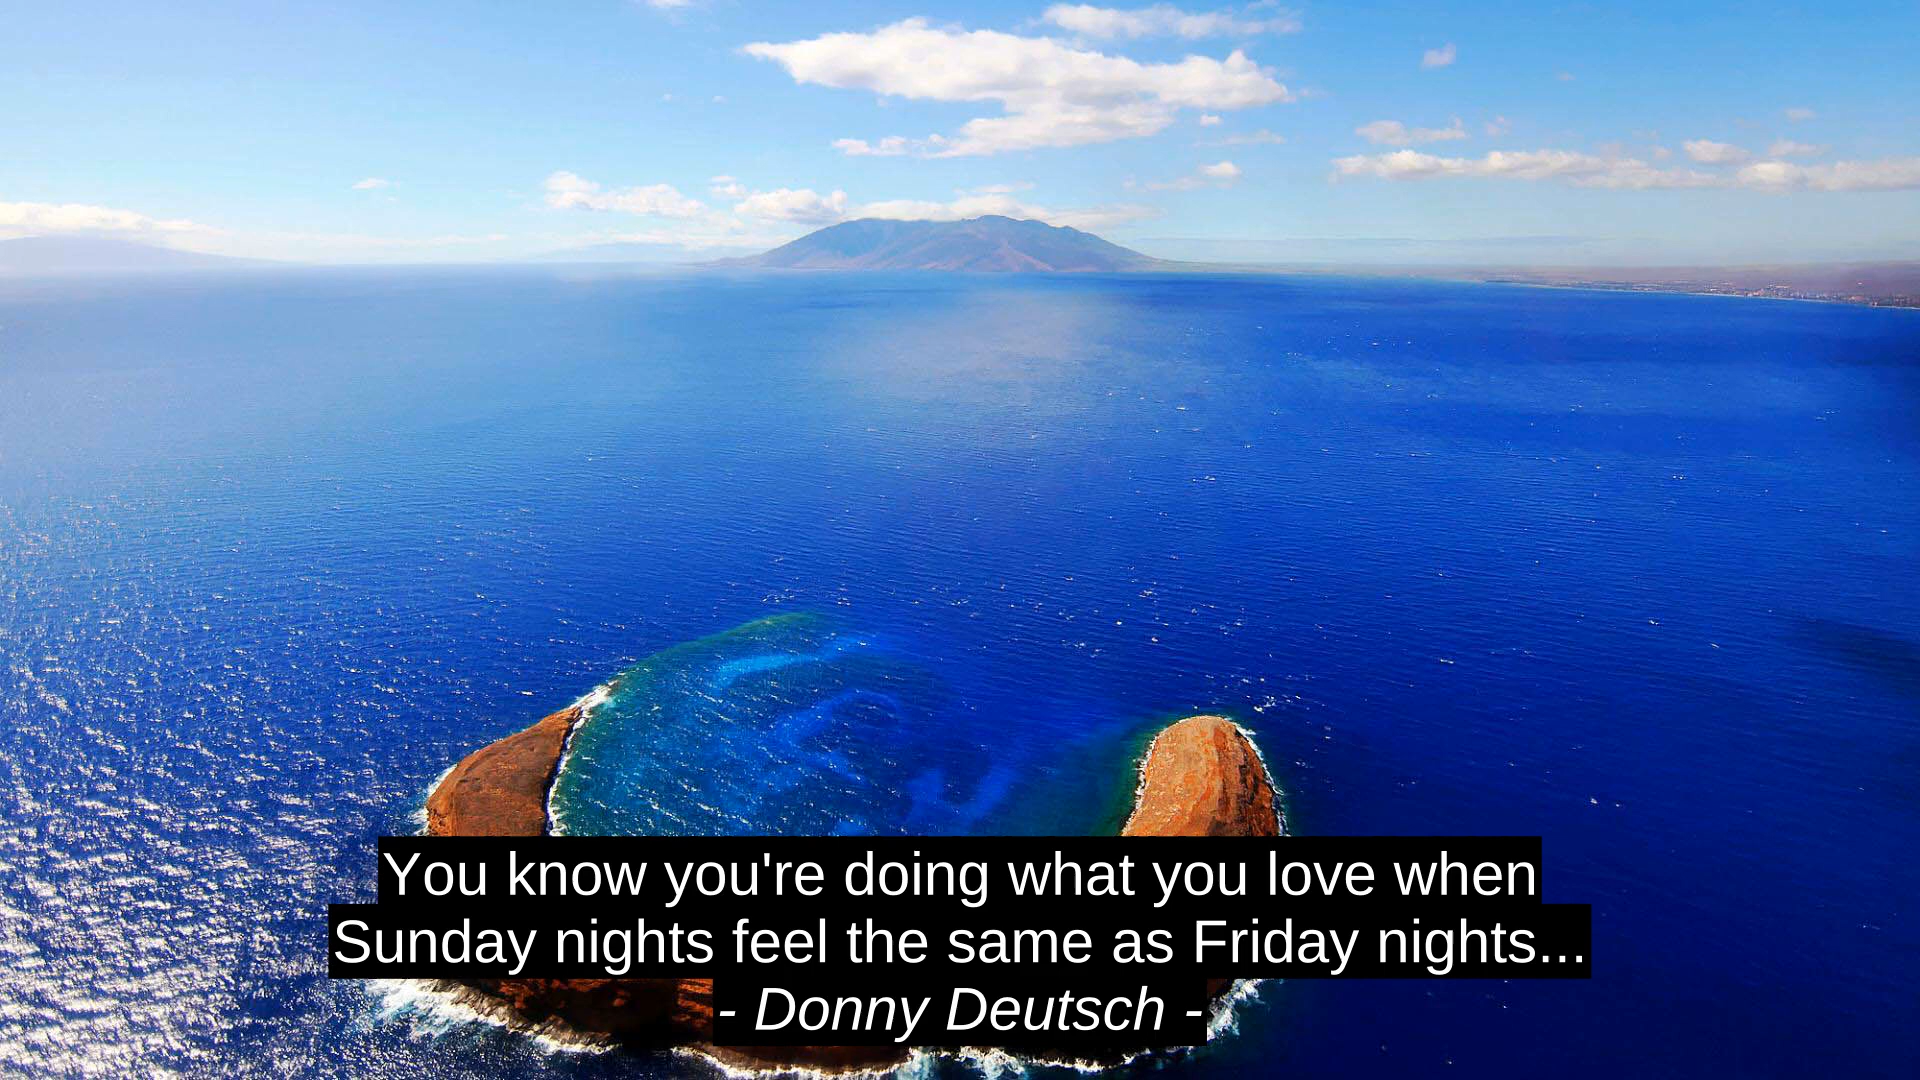 You know you're doing what you love when
Sunday nights feel the same as Friday nights...
- Donny Deutsch -